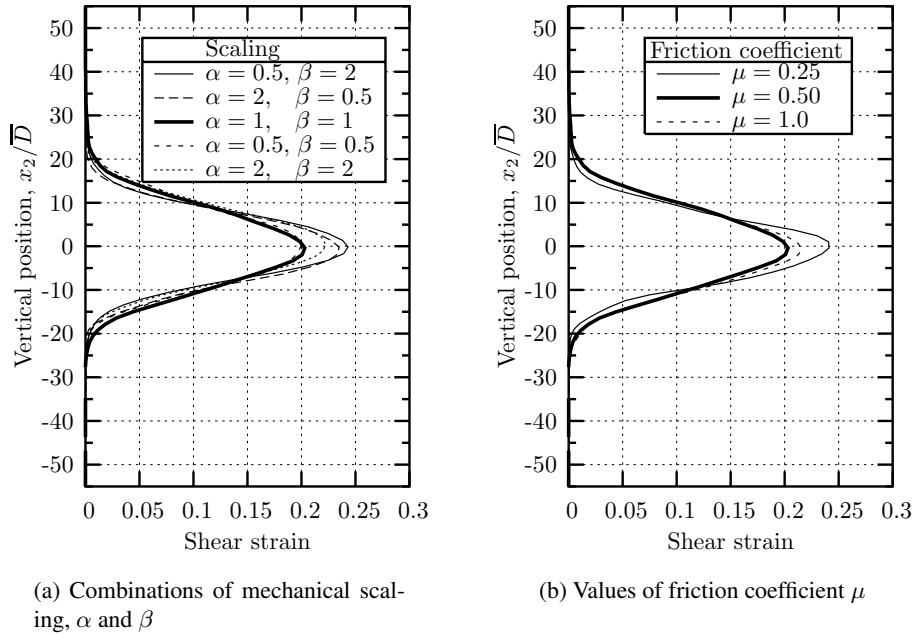 50
40
30
20
10
0
-10
-20
-30
-40
-50
Vertical position, x₂/D̅
Scaling
α = 0.5, β = 2
α = 2, β = 0.5
α = 1, β = 1
α = 0.5, β = 0.5
α = 2, β = 2
0 0.05 0.1 0.15 0.2 0.25 0.3
Shear strain
(a) Combinations of mechanical scal-
ing, α and β
50
40
30
20
10
0
-10
-20
-30
-40
-50
Vertical position, x₂/D̅
Friction coefficient
μ = 0.25
μ = 0.50
μ = 1.0
0 0.05 0.1 0.15 0.2 0.25 0.3
Shear strain
(b) Values of friction coefficient μ